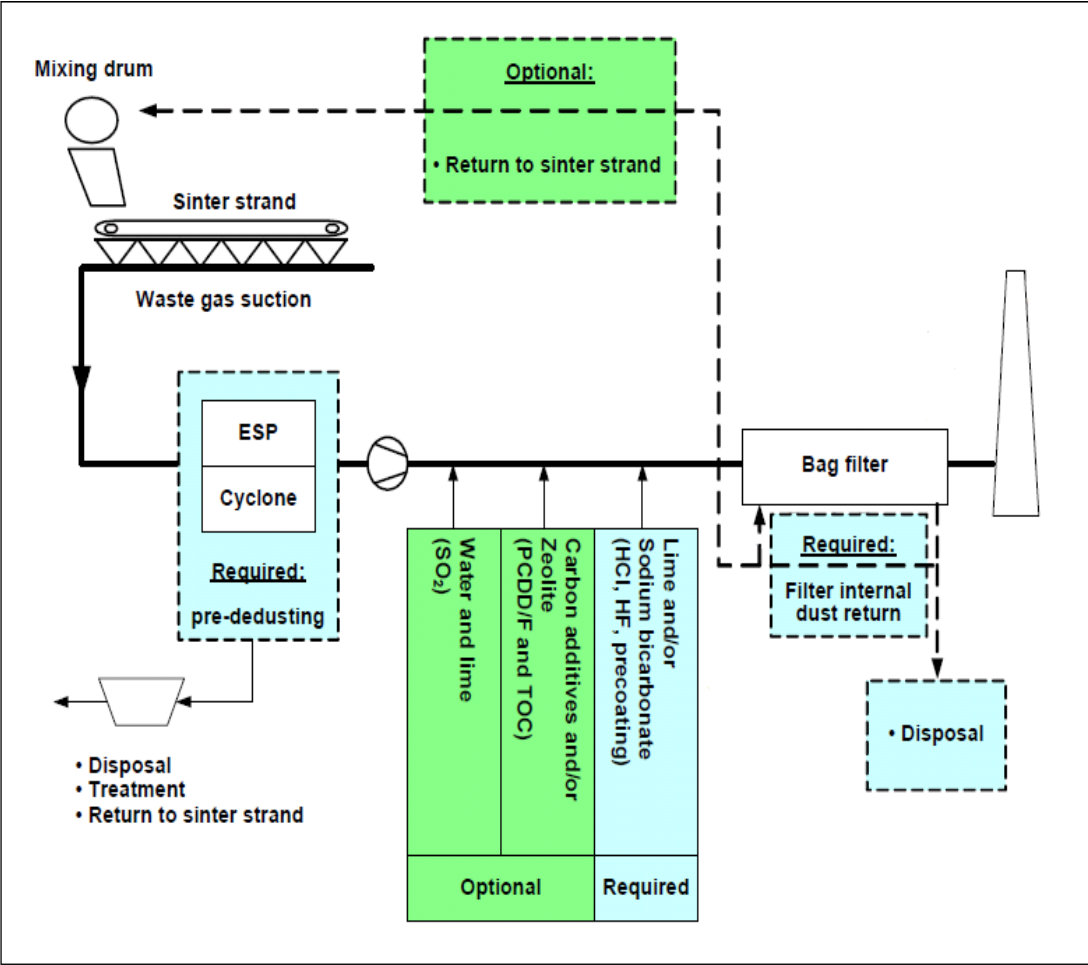 Mixing drum
Optional:
• Return to sinter strand
Sinter strand
Waste gas suction
ESP
Cyclone
Required:
pre-dedusting
Bag filter
Required:
Filter internal
dust return
• Disposal
• Disposal
• Treatment
• Return to sinter strand
Water and lime
(SO₂)
Carbon additives and/or
Zeolite
(PCDD/F and TOC)
Lime and/or
Sodium bicarbonate
(HCl, HF, precoating)
Optional
Required